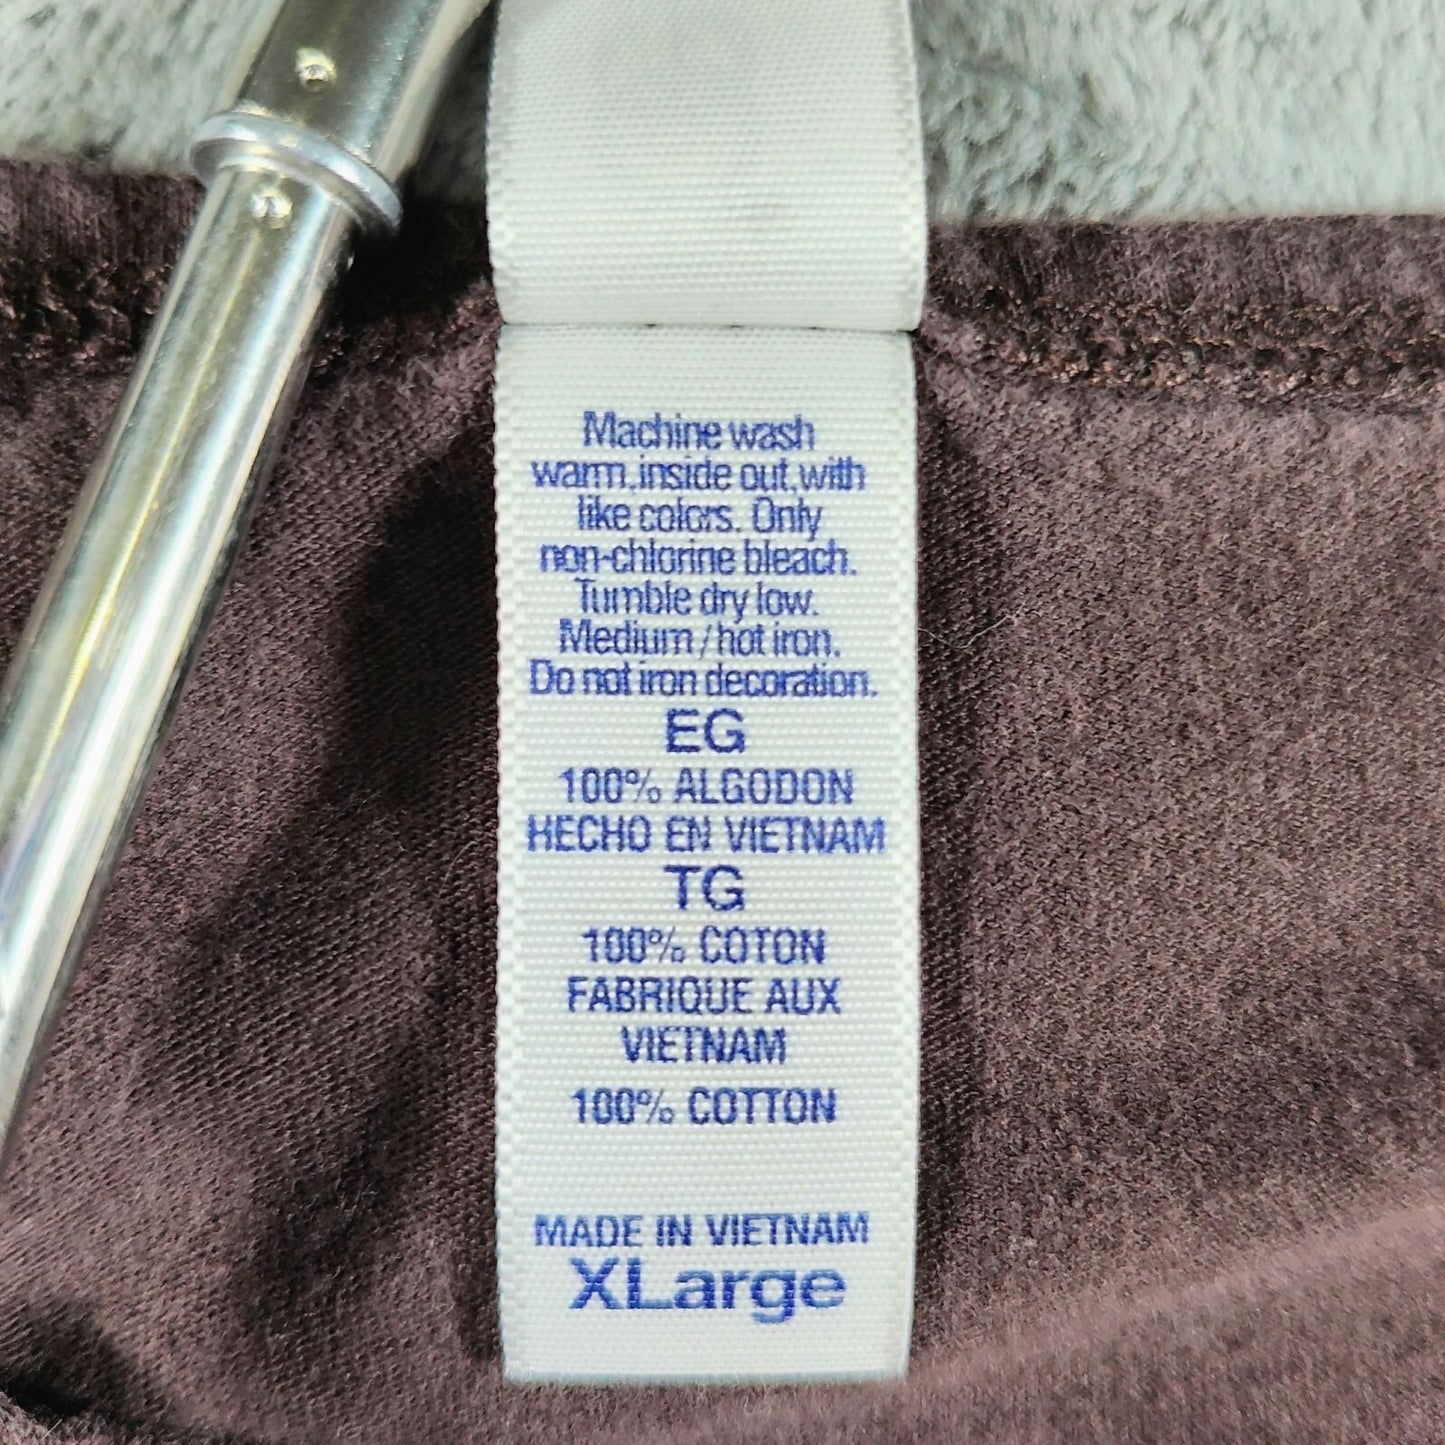 Machine wash
warm, inside out, with
like colors. Only
non-chlorine bleach.
Tumble dry low.
Medium / hot iron.
Do not iron decoration.
EG
100% ALGODON
HECHO EN VIETNAM
TG
100% COTON
FABRIQUE AUX
VIETNAM
100% COTTON
MADE IN VIETNAM
XLarge